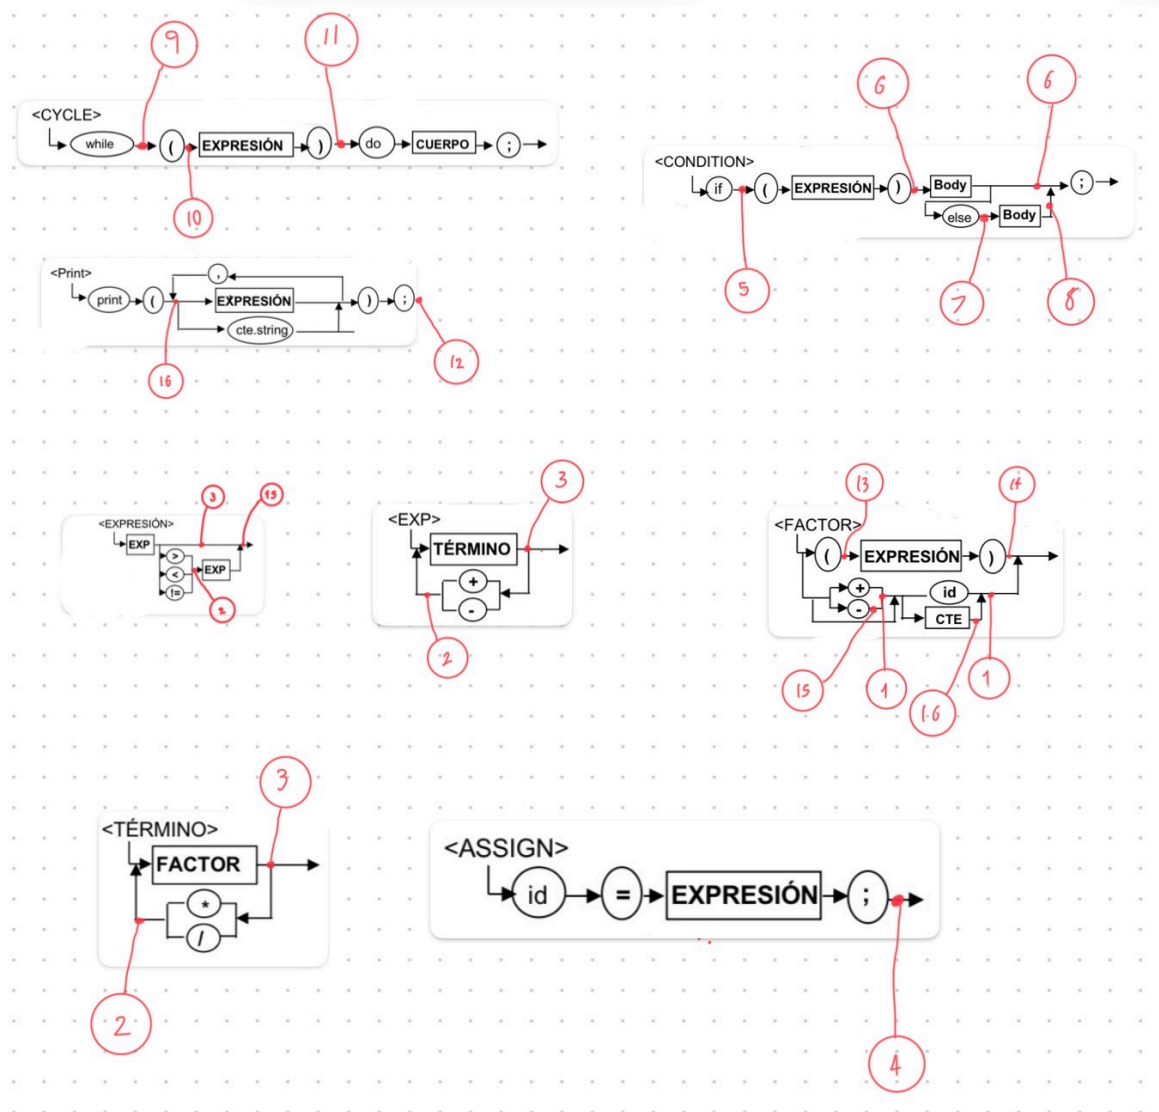 9
11
<CYCLE>
while ( EXPRESIÓN ) do CUERPO ;
10
6
6
<CONDITION>
if ( EXPRESIÓN ) Body ;
else Body
5
7
8
<Print>
,
print ( EXPRESIÓN ) ;
cte.string
16
12
3
15
<EXPRESIÓN>
EXP
>
< EXP
!=
2
3
<EXP>
TÉRMINO
+
-
2
13
14
<FACTOR>
( EXPRESIÓN )
+ id
- CTE
15
1
16
1
3
<TÉRMINO>
FACTOR
*
/
2
<ASSIGN>
id = EXPRESIÓN ;
4